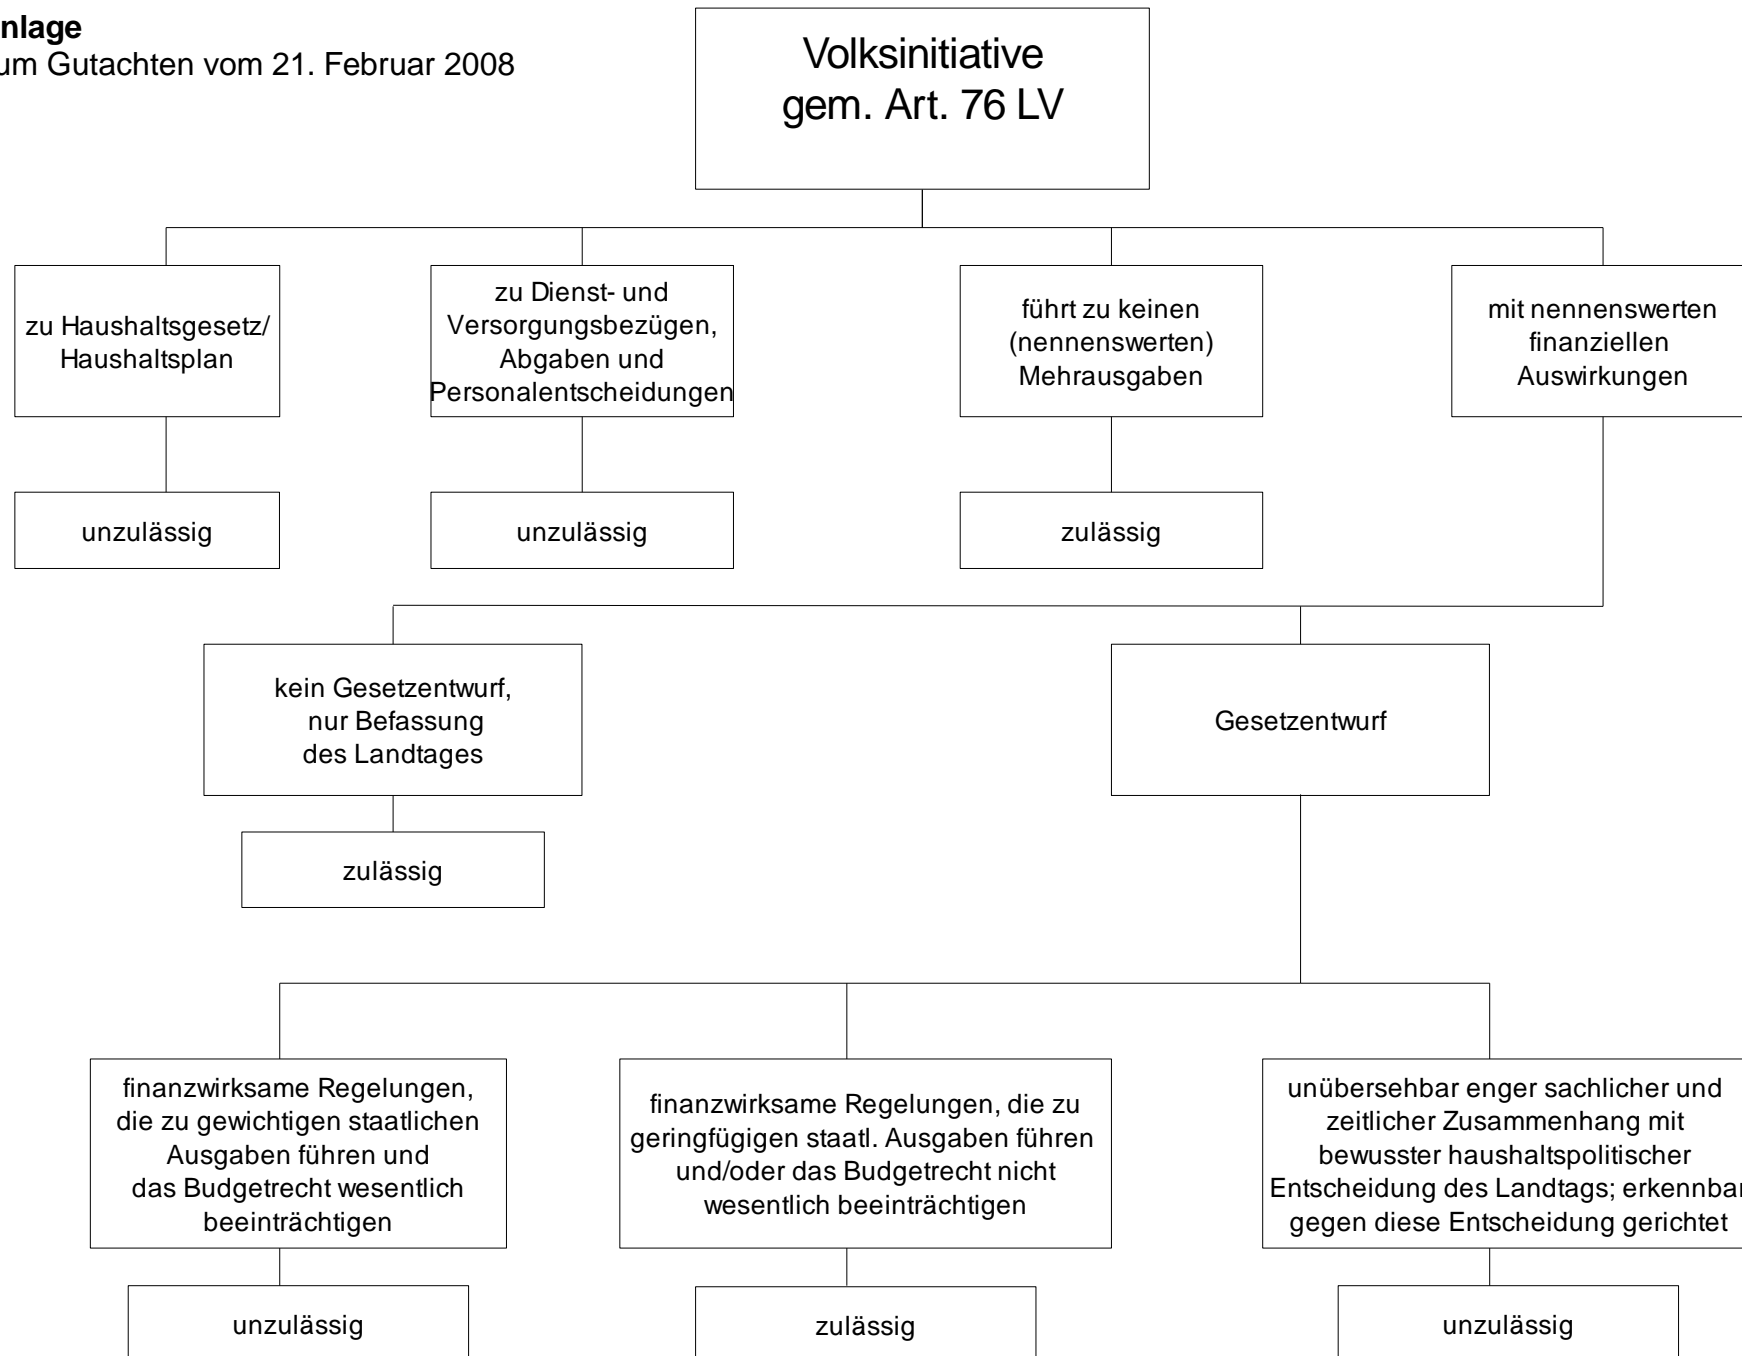 nlage
um Gutachten vom 21. Februar 2008
Volksinitiative
gem. Art. 76 LV
zu Haushaltsgesetz/
Haushaltsplan
zu Dienst- und
Versorgungsbezügen,
Abgaben und
Personalentscheidungen
führt zu keinen
(nennenswerten)
Mehrausgaben
mit nennenswerten
finanziellen
Auswirkungen
unzulässig
unzulässig
zulässig
kein Gesetzentwurf,
nur Befassung
des Landtages
Gesetzentwurf
zulässig
finanzwirksame Regelungen,
die zu gewichtigen staatlichen
Ausgaben führen und
das Budgetrecht wesentlich
beeinträchtigen
finanzwirksame Regelungen, die zu
geringfügigen staatl. Ausgaben führen
und/oder das Budgetrecht nicht
wesentlich beeinträchtigen
unübersehbar enger sachlicher und
zeitlicher Zusammenhang mit
bewusster haushaltspolitischer
Entscheidung des Landtags; erkennbar
gegen diese Entscheidung gerichtet
unzulässig
zulässig
unzulässig